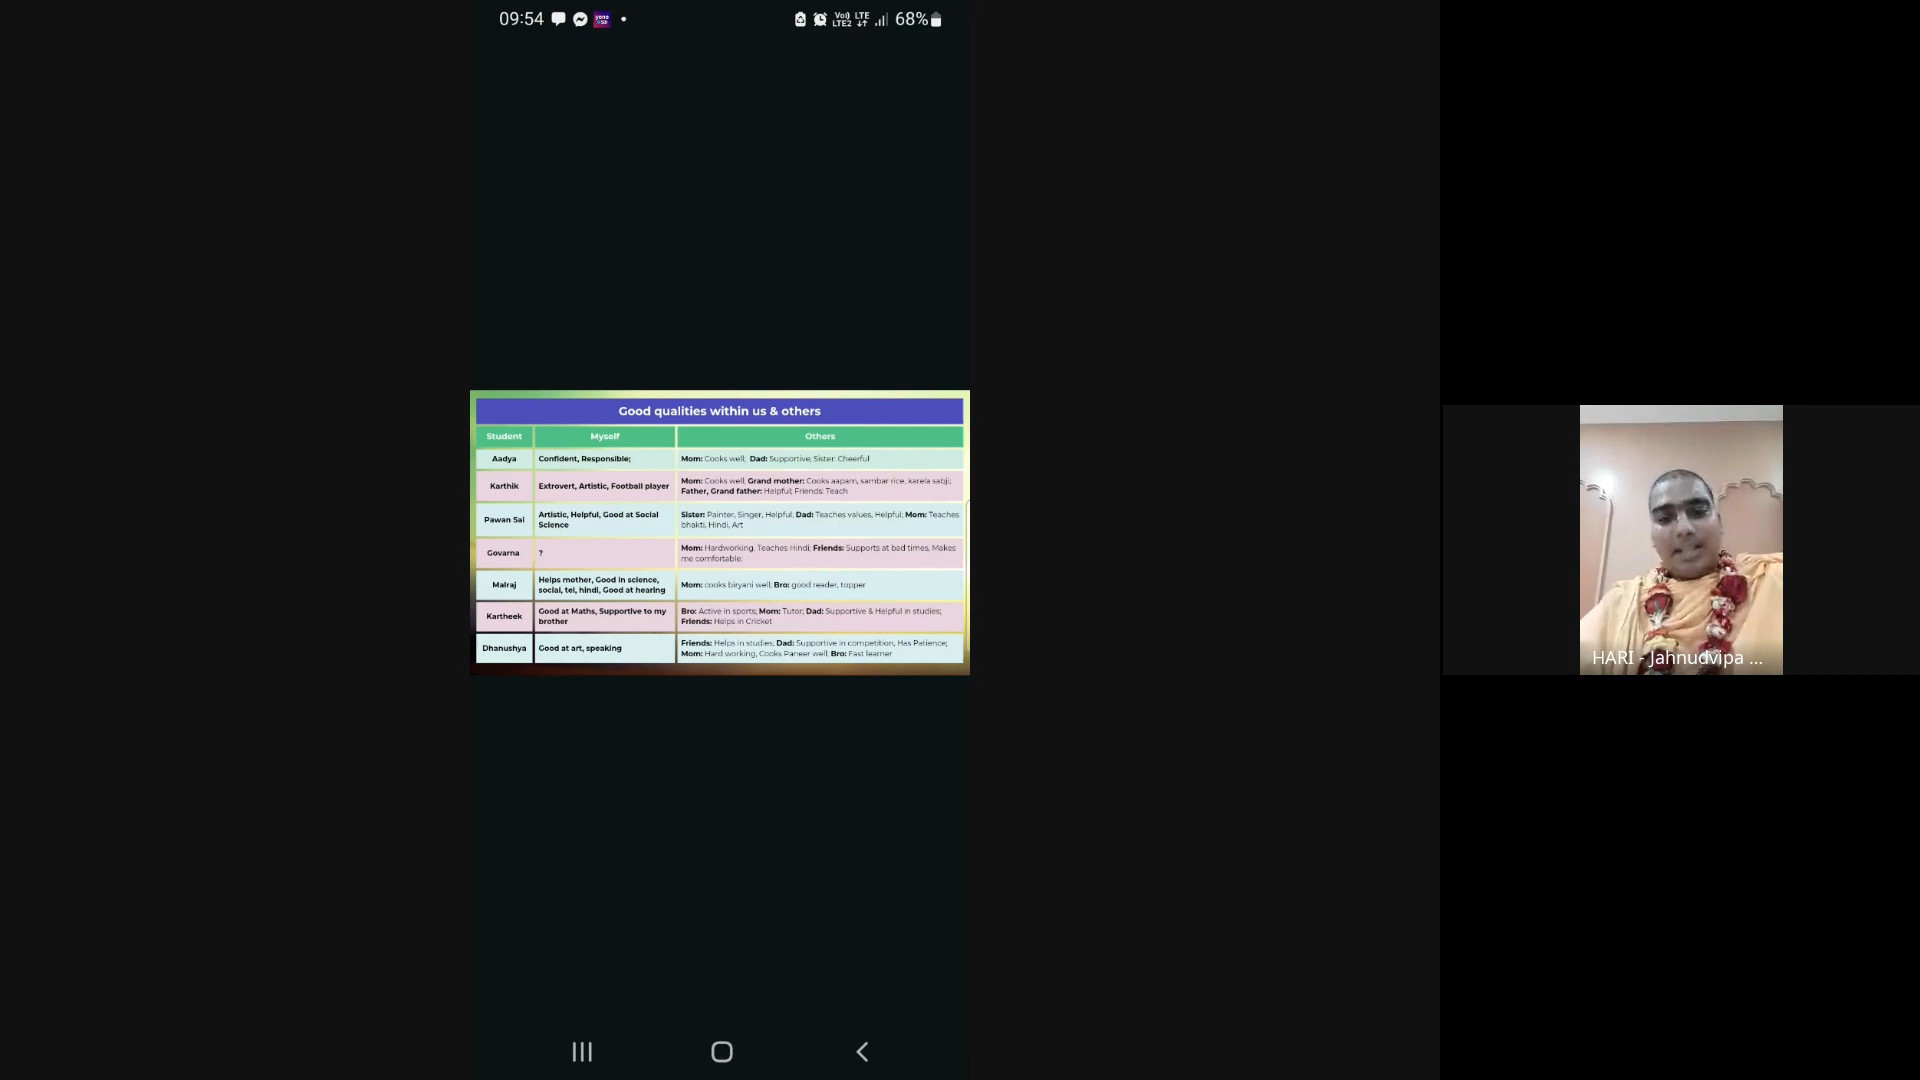 09:54
Vo)) LTE
LTE2
68%
yono
SBI
Good qualities within us & others
Student Myself Others
Aadya Confident, Responsible; Mom: Cooks well, Dad: Supportive; Sister: Cheerful
Karthik Extrovert, Artistic, Football player Mom: Cooks well, Grand mother: Cooks aapam, sambar rice, karela sabji;
Father, Grand father: Helpful; Friends: Teach
Pawan Sai Artistic, Helpful, Good at Social
Science
Sister: Painter, Singer, Helpful; Dad: Teaches values, Helpful; Mom: Teaches
bhakti, Hindi, Art
Govarna ? Mom: Hardworking, Teaches Hindi; Friends: Supports at bad times, Makes
me comfortable;
Malraj Helps mother, Good in science,
social, tel, hindi, Good at hearing
Mom: cooks biryani well; Bro: good reader, topper
Kartheek Good at Maths, Supportive to my
brother
Bro: Active in sports; Mom: Tutor; Dad: Supportive & Helpful in studies;
Friends: Helps in Cricket
Dhanushya Good at art, speaking Friends: Helps in studies; Dad: Supportive in competition, Has Patience;
Mom: Hard working, Cooks Paneer well; Bro: Fast learner
HARI - Jahnudvipa ...